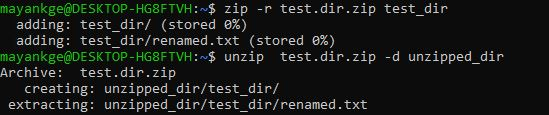 mayankge@DESKTOP-HG8FTVH:~$ zip -r test.dir.zip test_dir
  adding: test_dir/ (stored 0%)
  adding: test_dir/renamed.txt (stored 0%)
mayankge@DESKTOP-HG8FTVH:~$ unzip  test.dir.zip -d unzipped_dir
Archive:  test.dir.zip
   creating: unzipped_dir/test_dir/
 extracting: unzipped_dir/test_dir/renamed.txt